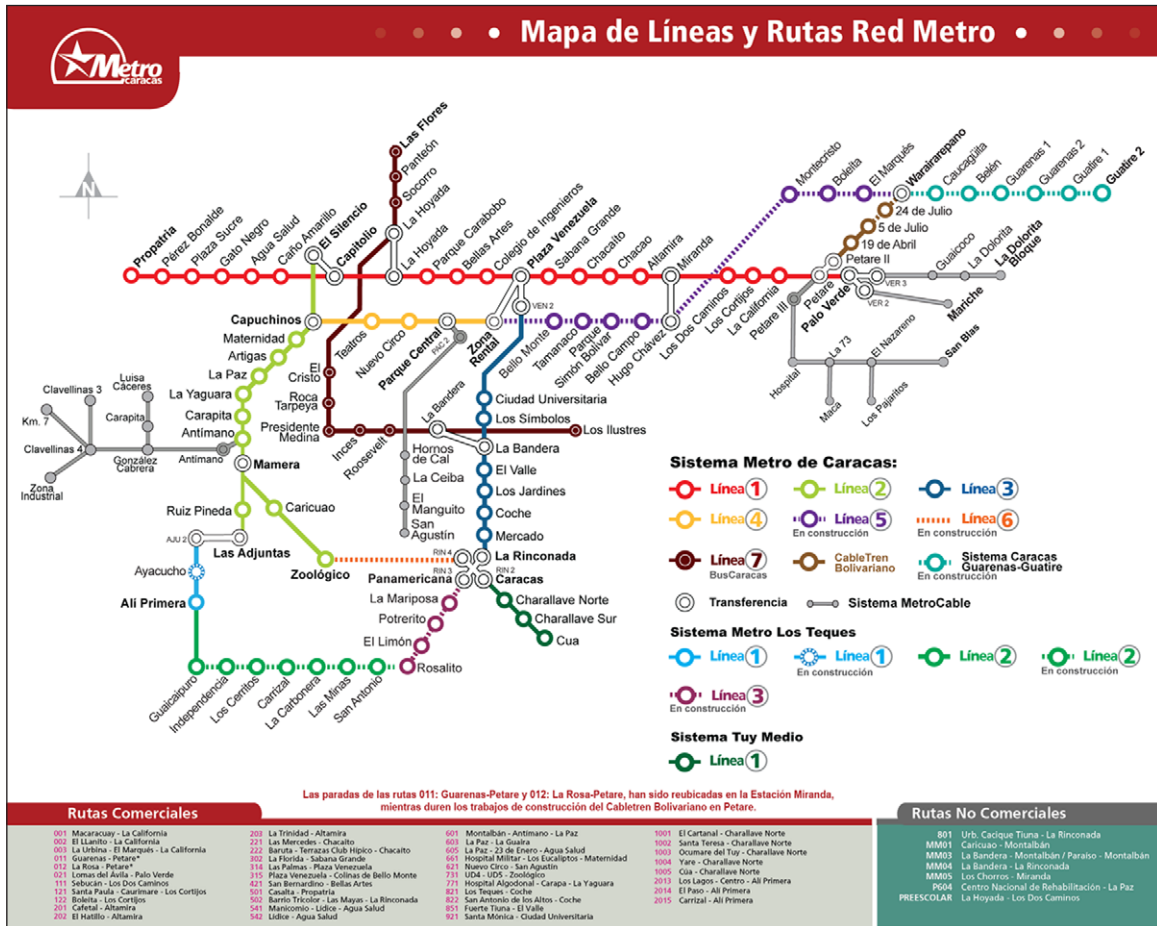 Mapa de Líneas y Rutas Red Metro
Metro
caracas
N
Propatria
Pérez Bonalde
Plaza Sucre
Gato Negro
Agua Salud
Caño Amarillo
El Silencio
Capitolio
Las Flores
Panteón
Socorro
La Hoyada
La Hoyada
Parque Carabobo
Bellas Artes
Colegio de Ingenieros
Plaza Venezuela
VEN 2
Sabana Grande
Chacaíto
Chacao
Altamira
Miranda
Los Dos Caminos
Los Cortijos
La California
Petare
Petare II
Petare III
Palo Verde
VER 3
VER 2
Montecristo
Boleíta
El Marqués
Warairarepano
Caucagüita
Belén
Guarenas 1
Guarenas 2
Guatire 1
Guatire 2
24 de Julio
5 de Julio
19 de Abril
Guaicoco
La Dolorita
La Dolorita
Bloque
Mariche
Hospital
La 73
Maca
El Nazareno
Los Pajaritos
San Blas
Capuchinos
Teatros
Nuevo Circo
Parque Central
PAC 2
Zona
Rental
Bello Monte
Tamanaco
Parque
Simón Bolívar
Bello Campo
Hugo Chávez
Maternidad
Artigas
La Paz
La Yaguara
Carapita
Antímano
Mamera
Ruiz Pineda
Caricuao
AJU 2
Las Adjuntas
Zoológico
Luisa
Cáceres
Clavellinas 3
Km. 7
Carapita
Clavellinas 4
González
Cabrera
Antímano
Zona
Industrial
El
Cristo
Roca
Tarpeya
Presidente
Medina
Inces
Roosevelt
La Bandera
Los Ilustres
Hornos
de Cal
La Ceiba
El
Manguito
San
Agustín
Ciudad Universitaria
Los Símbolos
La Bandera
El Valle
Los Jardines
Coche
Mercado
RIN 4
La Rinconada
RIN 3
RIN 2
Panamericana
Caracas
Charallave Norte
Charallave Sur
Cua
La Mariposa
Potrerito
El Limón
Rosalito
Ayacucho
Ali Primera
Guaicaipuro
Independencia
Los Cerritos
Carrizal
La Carbonera
Las Minas
San Antonio
Sistema Metro de Caracas:
Línea 1
Línea 2
Línea 3
Línea 4
Línea 5
En construcción
Línea 6
En construcción
Línea 7
BusCaracas
CableTren
Bolivariano
Sistema Caracas
Guarenas-Guatire
En construcción
Transferencia
Sistema MetroCable
Sistema Metro Los Teques
Línea 1
Línea 1
En construcción
Línea 2
Línea 2
En construcción
Línea 3
En construcción
Sistema Tuy Medio
Línea 1
Las paradas de las rutas 011: Guarenas-Petare y 012: La Rosa-Petare, han sido reubicadas en la Estación Miranda,
mientras duren los trabajos de construcción del Cabletren Bolivariano en Petare.
Rutas Comerciales
001 Macaracuay - La California
002 El LLanito - La California
003 La Urbina - El Marqués - La California
011 Guarenas - Petare*
012 La Rosa - Petare*
021 Lomas del Ávila - Palo Verde
111 Sebucán - Los Dos Caminos
121 Santa Paula - Caurimare - Los Cortijos
122 Boleíta - Los Cortijos
201 Cafetal - Altamira
202 El Hatillo - Altamira
203 La Trinidad - Altamira
221 Las Mercedes - Chacaíto
222 Baruta - Terrazas Club Hípico - Chacaíto
302 La Florida - Sabana Grande
314 Las Palmas - Plaza Venezuela
315 Plaza Venezuela - Colinas de Bello Monte
421 San Bernardino - Bellas Artes
501 Casalta - Propatria
502 Barrio Tricolor - Las Mayas - La Rinconada
541 Manicomio - Lídice - Agua Salud
542 Lídice - Agua Salud
601 Montalbán - Antímano - La Paz
603 La Paz - La Guaira
605 La Paz - 23 de Enero - Agua Salud
661 Hospital Militar - Los Eucaliptos - Maternidad
621 Nuevo Circo - San Agustín
731 UD4 - UD5 - Zoológico
771 Hospital Algodonal - Carapa - La Yaguara
821 Los Teques - Coche
822 San Antonio de los Altos - Coche
851 Fuerte Tiuna - El Valle
921 Santa Mónica - Ciudad Universitaria
1001 El Cartanal - Charallave Norte
1002 Santa Teresa - Charallave Norte
1003 Ocumare del Tuy - Charallave Norte
1004 Yare - Charallave Norte
1005 Cúa - Charallave Norte
2013 Los Lagos - Centro - Ali Primera
2014 El Paso - Ali Primera
2015 Carrizal - Ali Primera
Rutas No Comerciales
801 Urb. Cacique Tiuna - La Rinconada
MM01 Caricuao - Montalbán
MM03 La Bandera - Montalbán / Paraíso - Montalbán
MM04 La Bandera - La Rinconada
MM05 Los Chorros - Miranda
P604 Centro Nacional de Rehabilitación - La Paz
PREESCOLAR La Hoyada - Los Dos Caminos